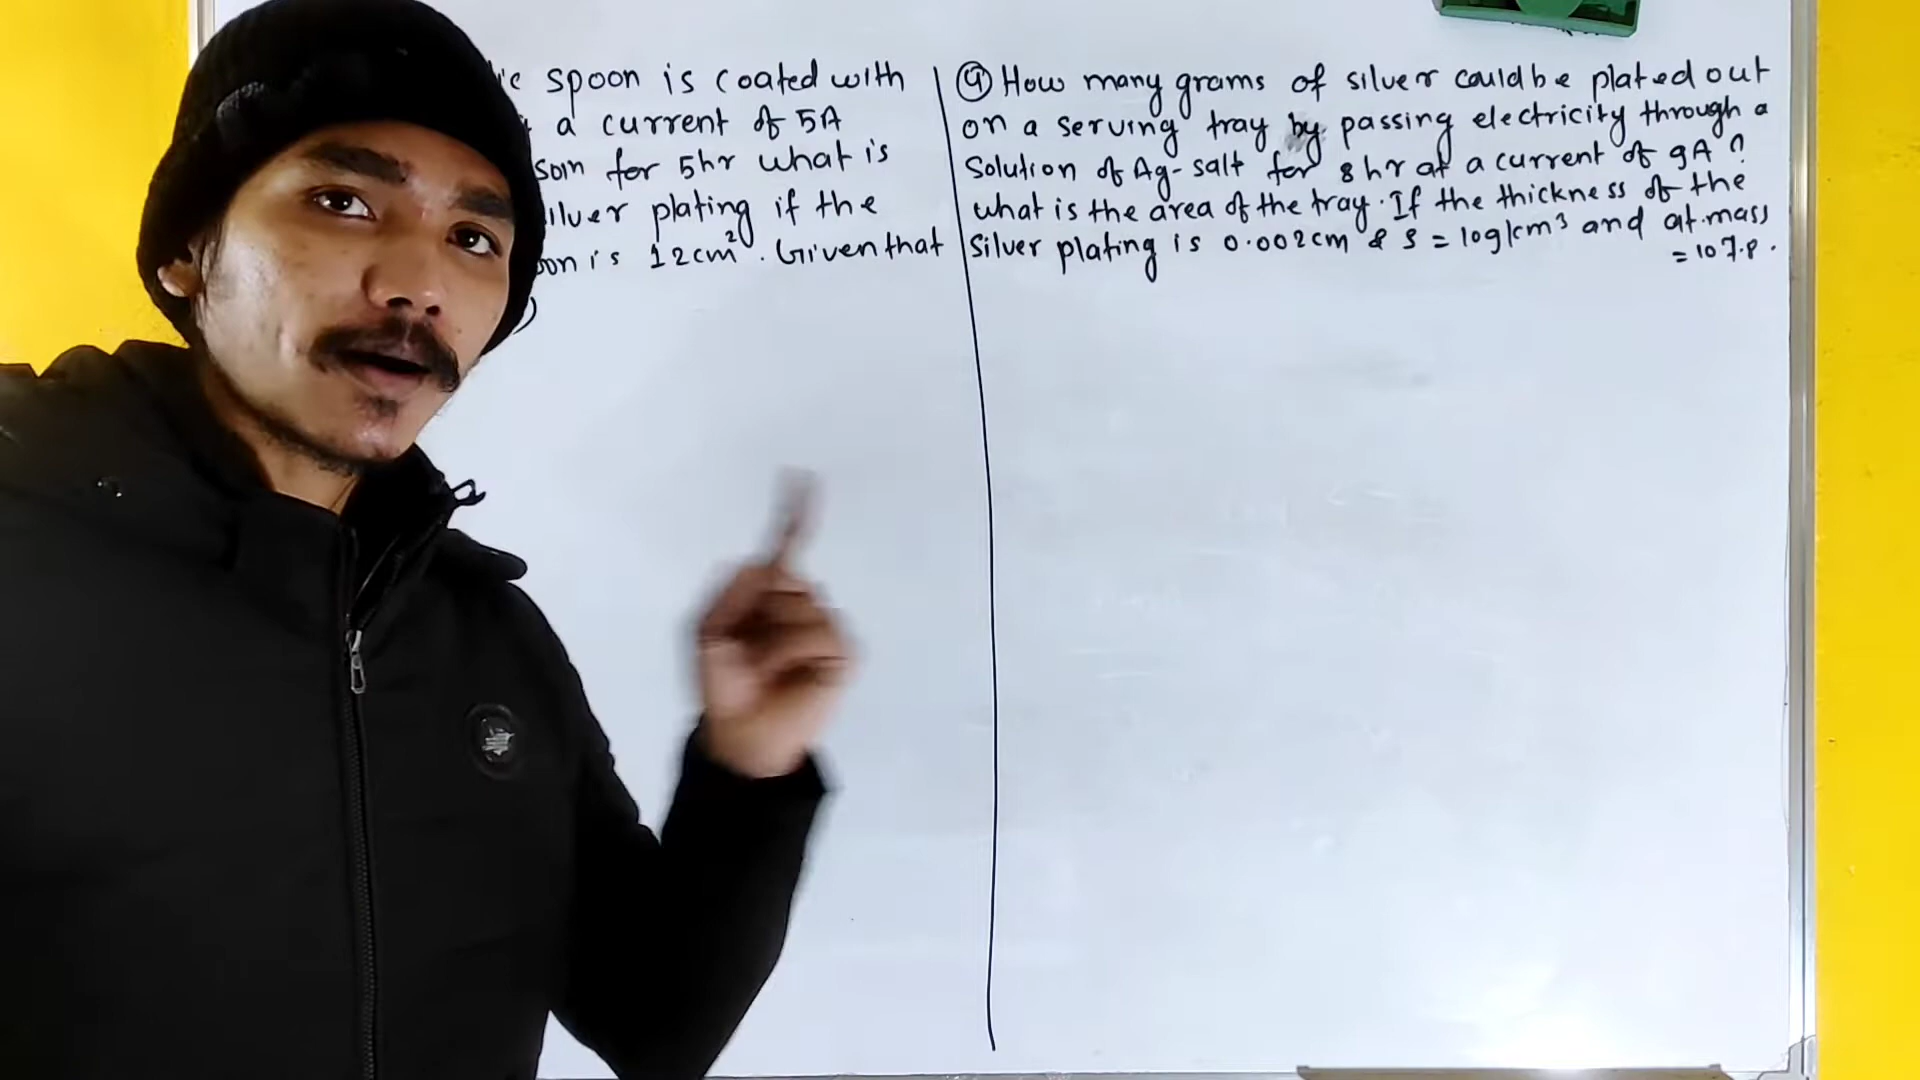 spoon is coated with
a current of 5A
for 5hr what is
plating if the
is 12cm². Given that
)
④ How many grams of silver could be plated out
on a serving tray by passing electricity through a
Solution of Ag-salt for 8hr at a current of 9A?
what is the area of the tray. If the thickness of the
Silver plating is 0.002cm & S = 10g/cm³ and at.mass
= 107.8.